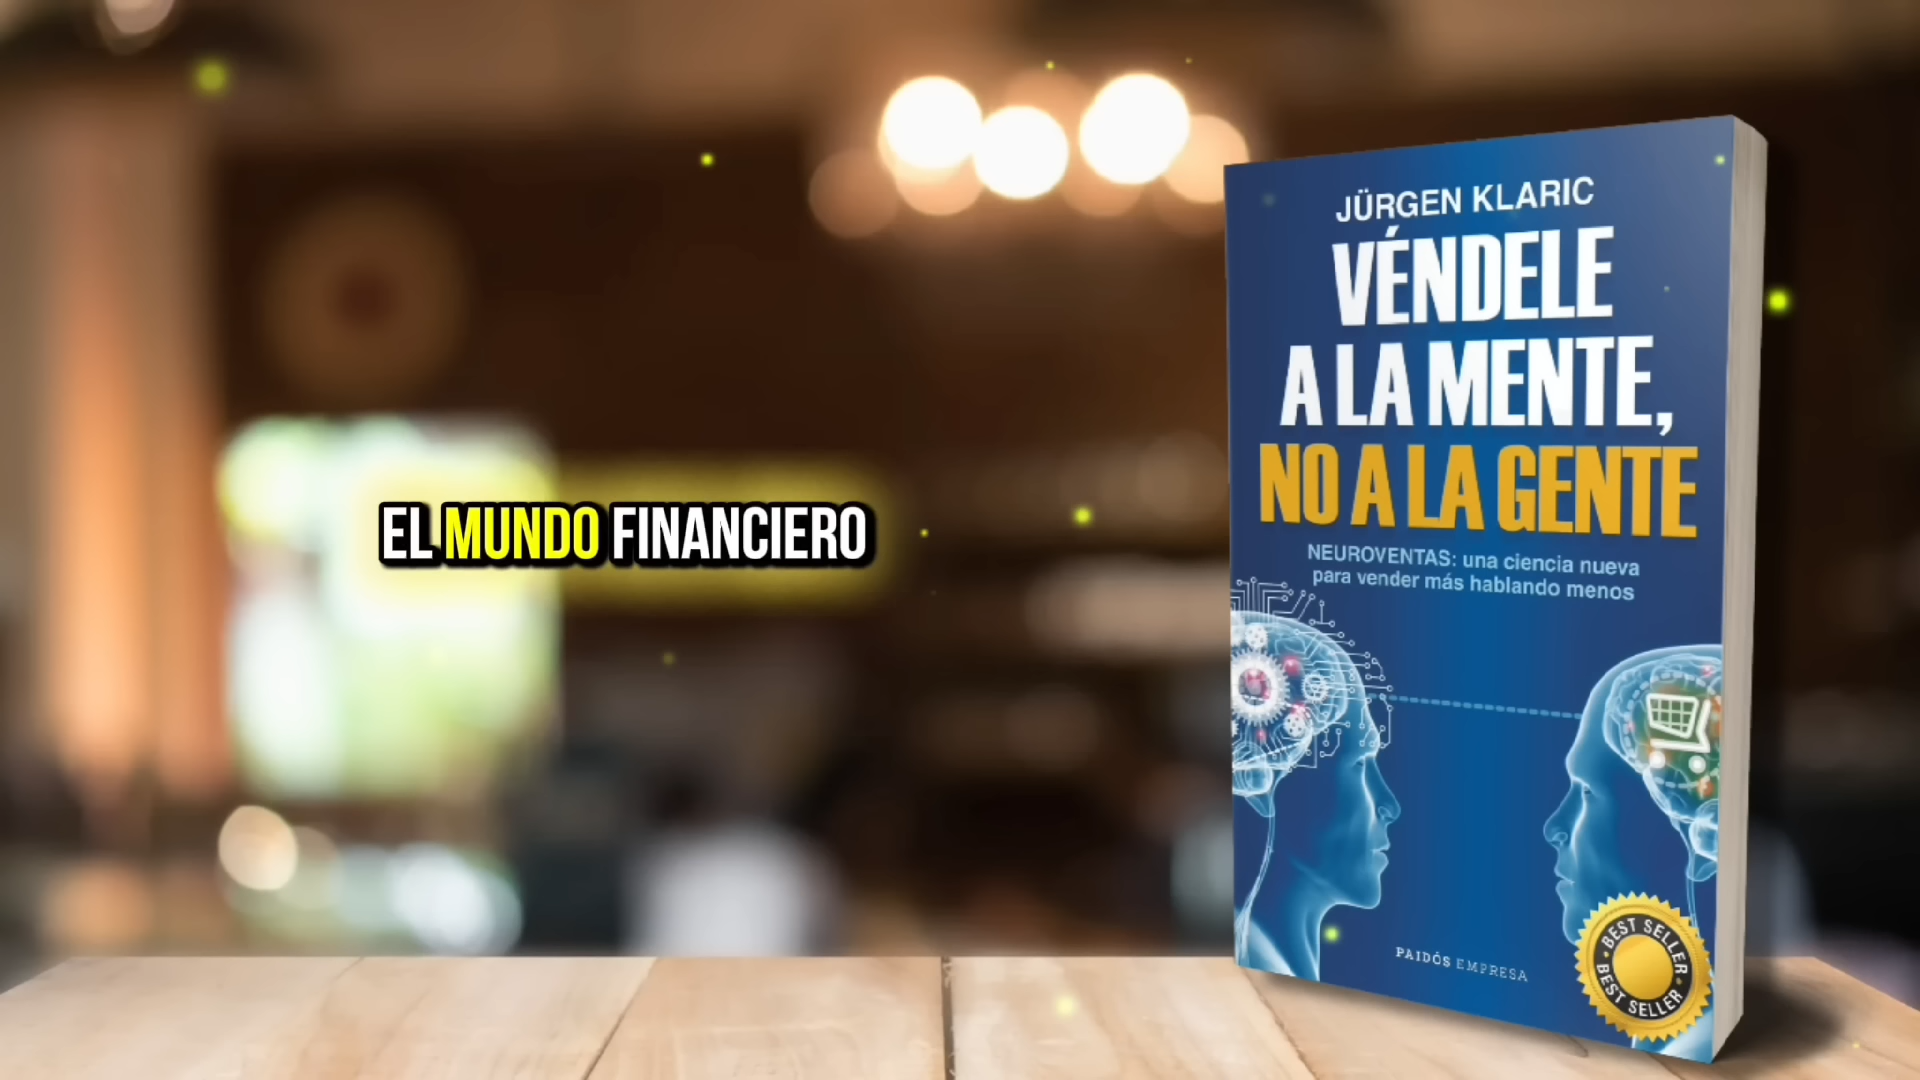 EL MUNDO FINANCIERO
JÜRGEN KLARIC
VÉNDELE
A LA MENTE,
NO A LA GENTE
NEUROVENTAS: una ciencia nueva
para vender más hablando menos
PAIDÓS EMPRESA
BEST SELLER
BEST SELLER